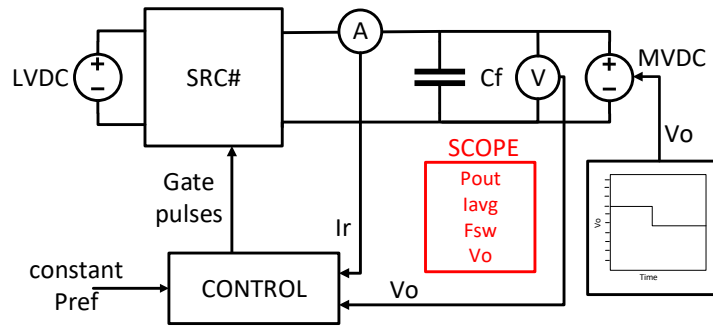 A
LVDC
+
−
SRC#
Cf
V
+
−
MVDC
Vo
SCOPE
Pout
Iavg
Fsw
Vo
Gate
pulses
Ir
Vo
Time
constant
Pref
CONTROL
Vo